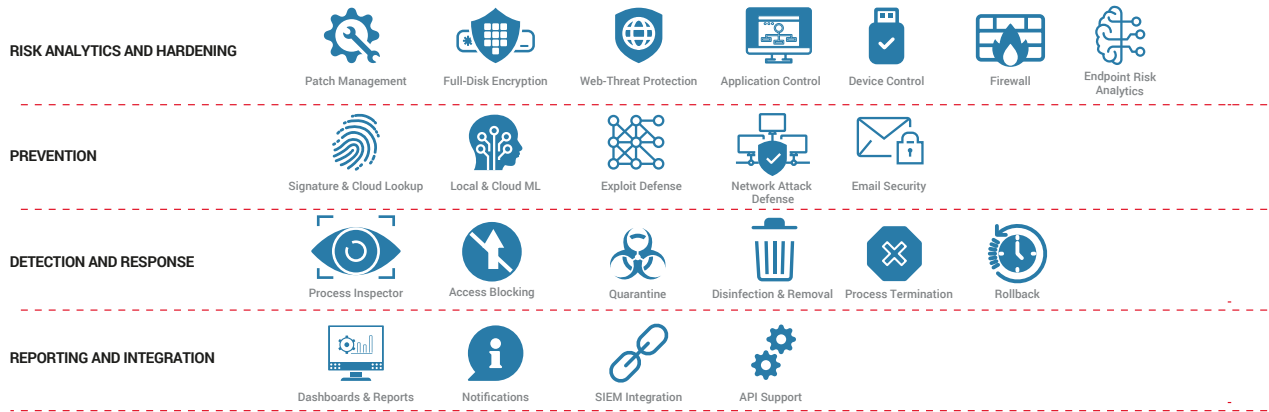 RISK ANALYTICS AND HARDENING
Patch Management
Full-Disk Encryption
Web-Threat Protection
Application Control
Device Control
Firewall
Endpoint Risk
Analytics
PREVENTION
Signature & Cloud Lookup
Local & Cloud ML
Exploit Defense
Network Attack
Defense
Email Security
DETECTION AND RESPONSE
Process Inspector
Access Blocking
Quarantine
Disinfection & Removal
Process Termination
Rollback
REPORTING AND INTEGRATION
Dashboards & Reports
Notifications
SIEM Integration
API Support